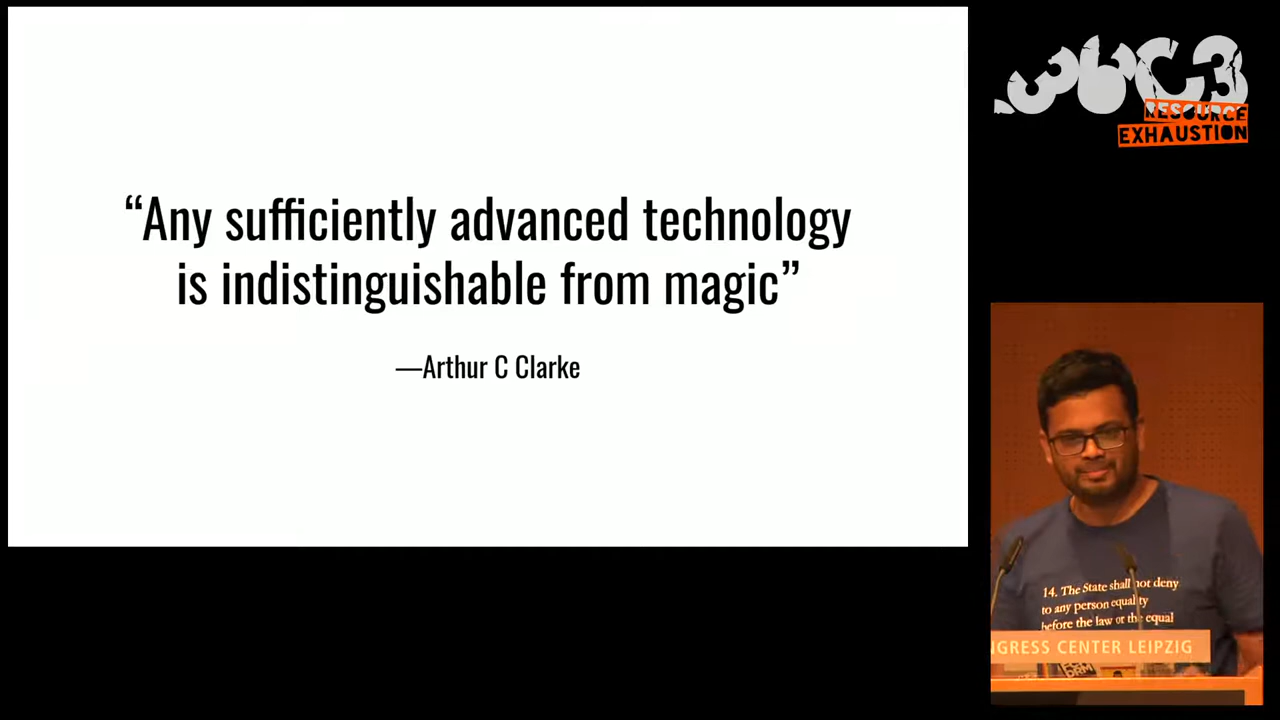 “Any sufficiently advanced technology
is indistinguishable from magic”
—Arthur C Clarke
36C3
RESOURCE
EXHAUSTION
14. The State shall not deny
to any person equality
before the law or the equal
NGRESS CENTER LEIPZIG